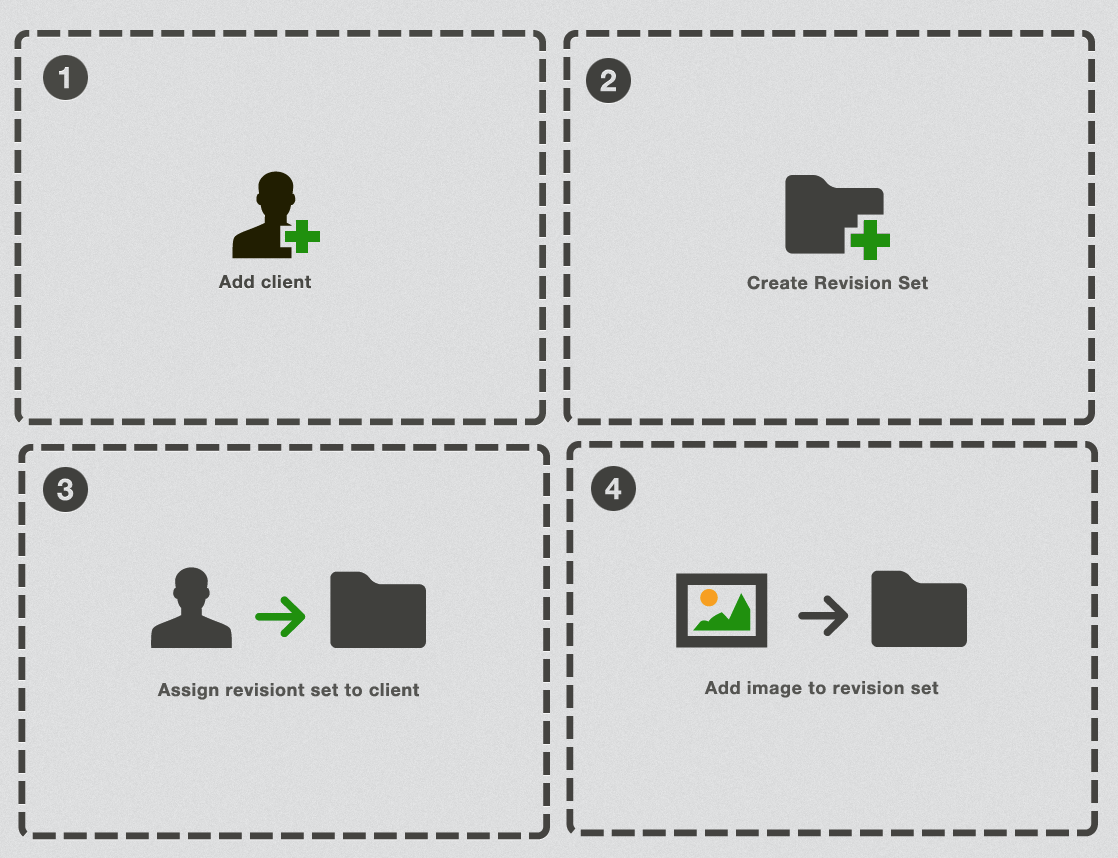 1
Add client
2
Create Revision Set
3
Assign revisiont set to client
4
Add image to revision set